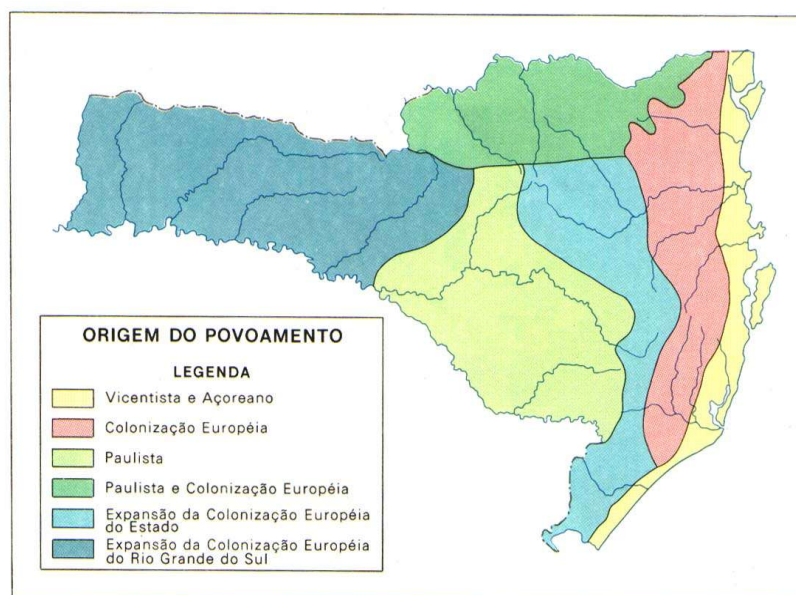 ORIGEM DO POVOAMENTO
LEGENDA
Vicentista e Açoreano
Colonização Européia
Paulista
Paulista e Colonização Européia
Expansão da Colonização Européia
do Estado
Expansão da Colonização Européia
do Rio Grande do Sul